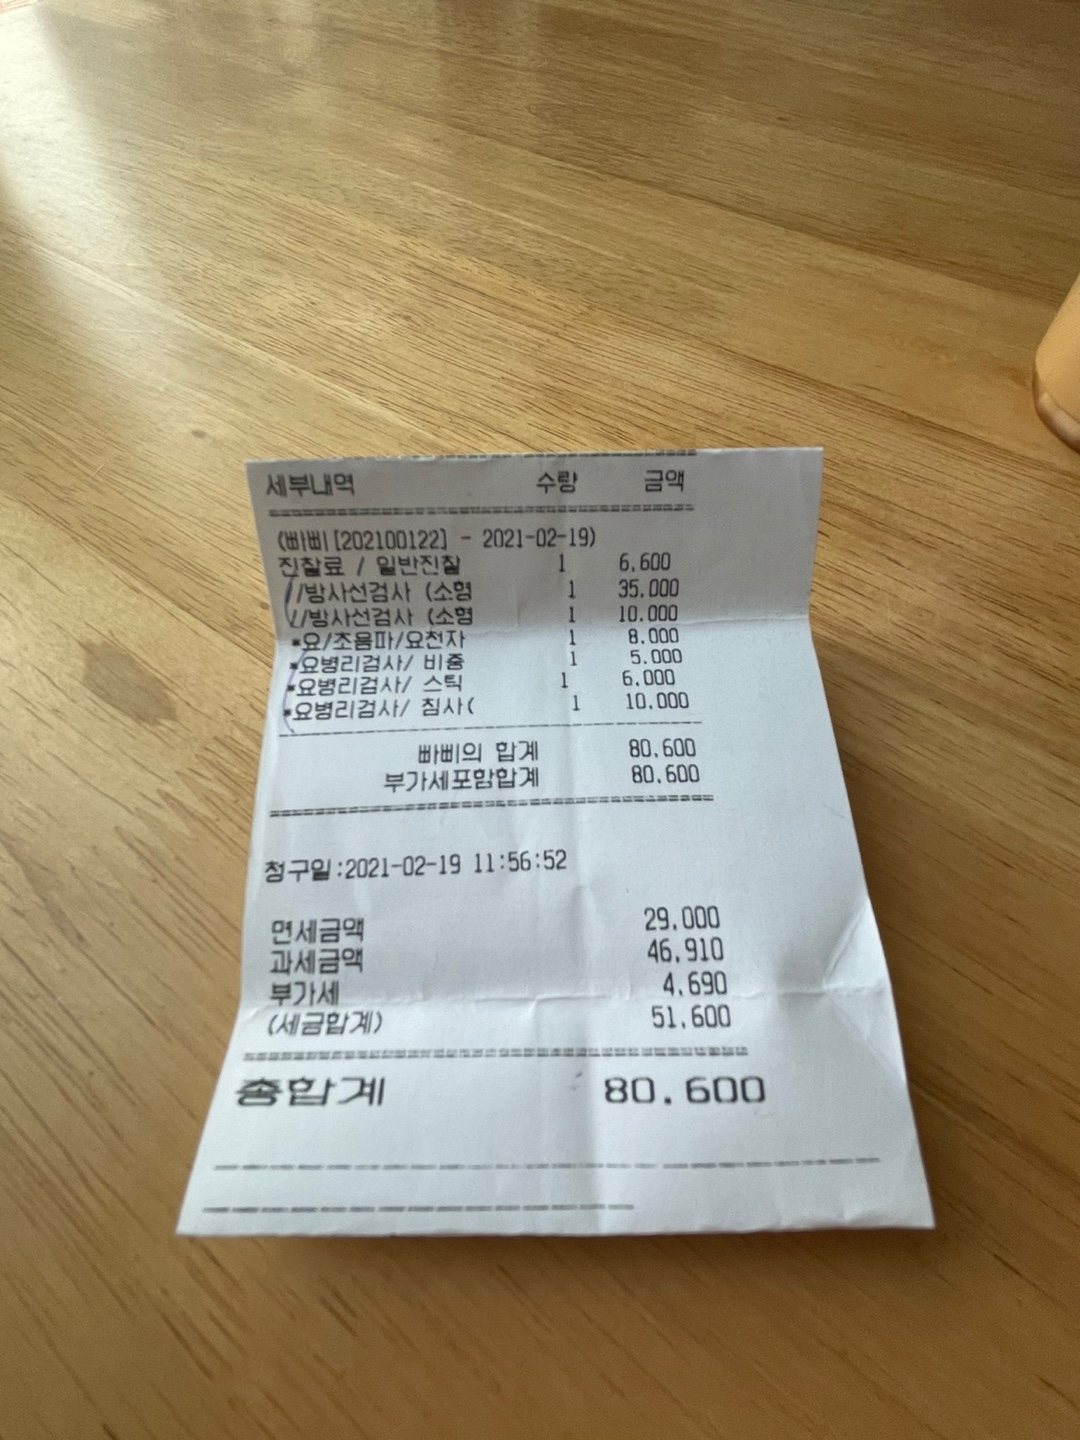 세부내역 수량 금액
(삐삐[202100122] - 2021-02-19)
진찰료 / 일반진찰 1 6,600
//방사선검사 (소형 1 35,000
//방사선검사 (소형 1 10,000
*요/초음파/요천자 1 8,000
*요병리검사/ 비중 1 5,000
*요병리검사/ 스틱 1 6,000
*요병리검사/ 침사( 1 10,000
삐삐의 합계 80,600
부가세포함합계 80,600
청구일:2021-02-19 11:56:52
면세금액 29,000
과세금액 46,910
부가세 4,690
(세금합계) 51,600
총합계 80,600